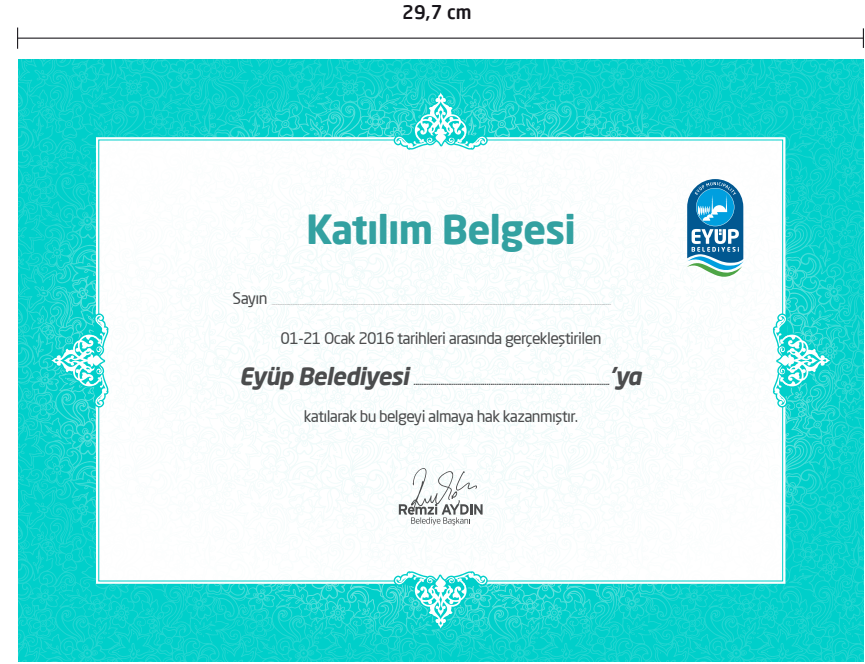 29,7 cm
EYÜP MUNICIPALITY
EYÜP
BELEDİYESİ
Katılım Belgesi
Sayın
01-21 Ocak 2016 tarihleri arasında gerçekleştirilen
Eyüp Belediyesi ’ya
katılarak bu belgeyi almaya hak kazanmıştır.
Remzi AYDIN
Belediye Başkanı